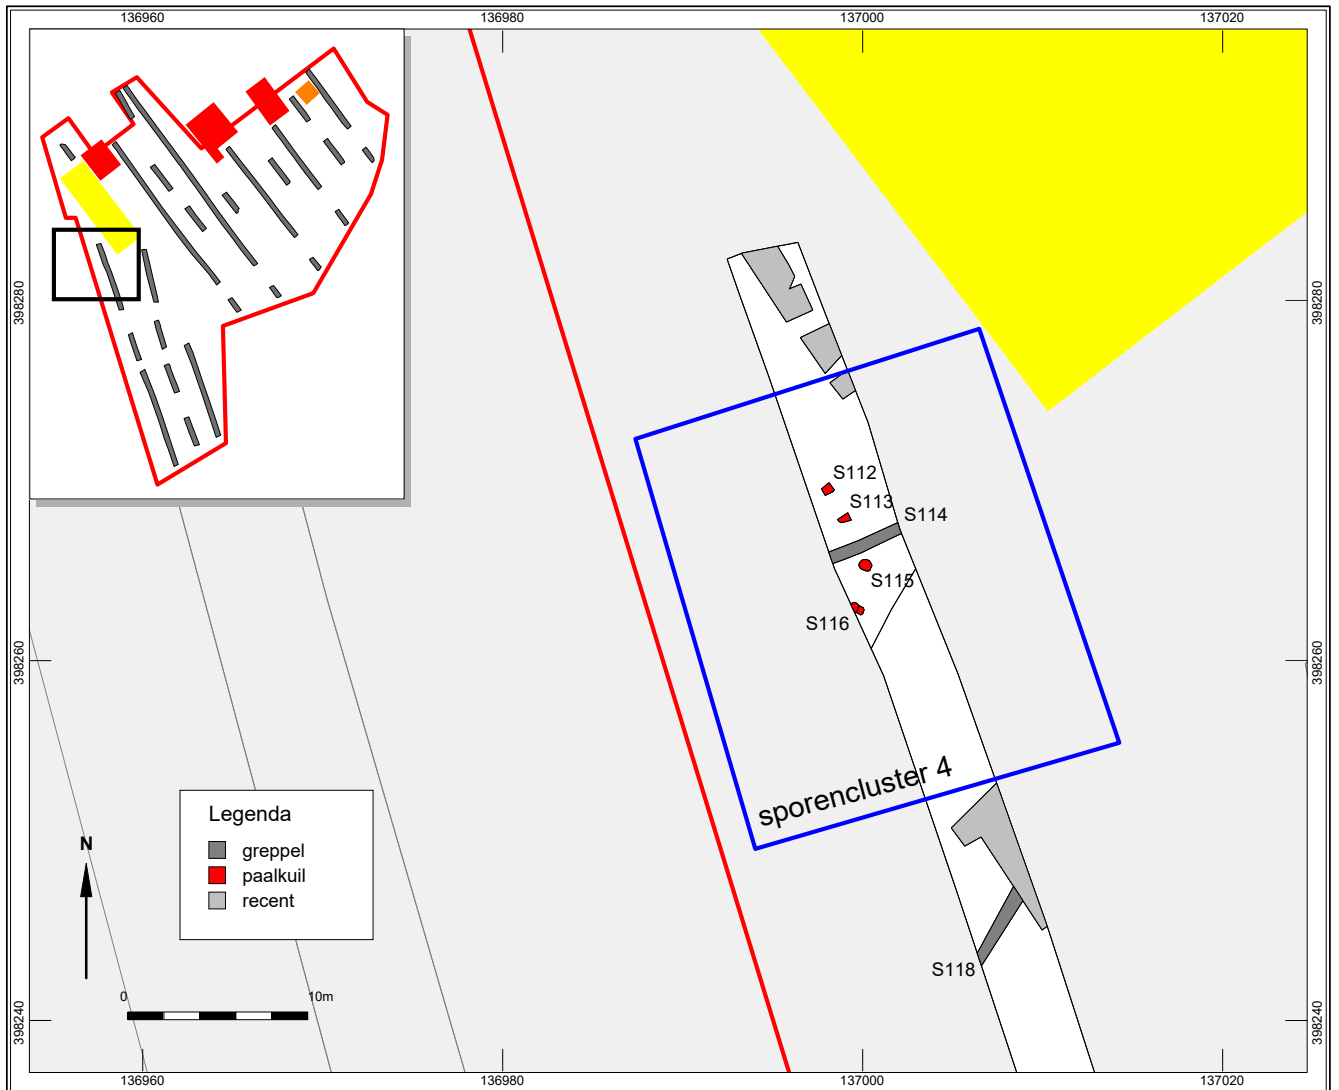 136960
136980
137000
137020
398280
398280
S112
S113
S114
S115
S116
398260
398260
sporencluster 4
Legenda
greppel
paalkuil
recent
N
S118
0
10m
398240
398240
136960
136980
137000
137020